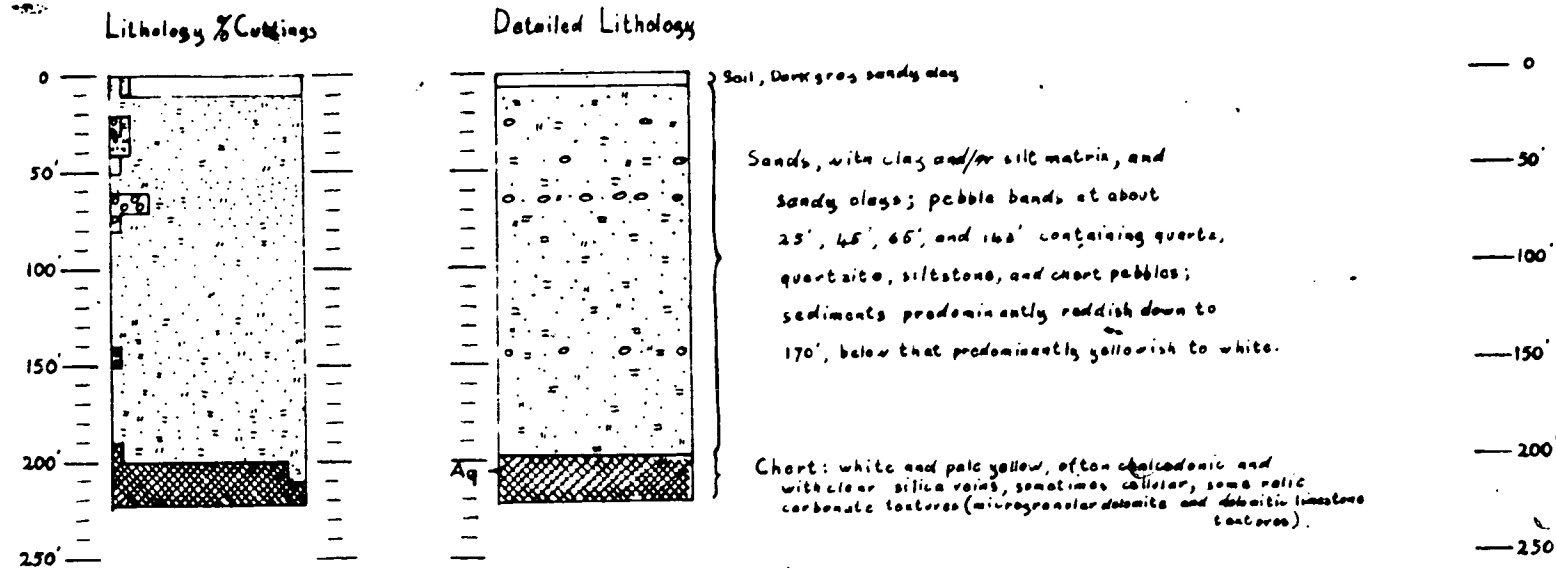 Lithology % Cuttings
Detailed Lithology
0
50'
100'
150'
200'
250'
Aq
Soil, Dark grey sandy clay
Sands, with clay and/or silt matrix, and
sandy clays; pebble bands at about
25', 45', 65', and 145' containing quartz,
quartzite, siltstone, and chert pebbles;
sediments predominantly reddish down to
170', below that predominantly yellowish to white.
Chert: white and pale yellow, often chalcedonic and
with clear silica veins, sometimes cellular, some relic
carbonate textures (microgranular dolomite and dolomitic limestone
textures).
0
50'
100'
150'
200'
250